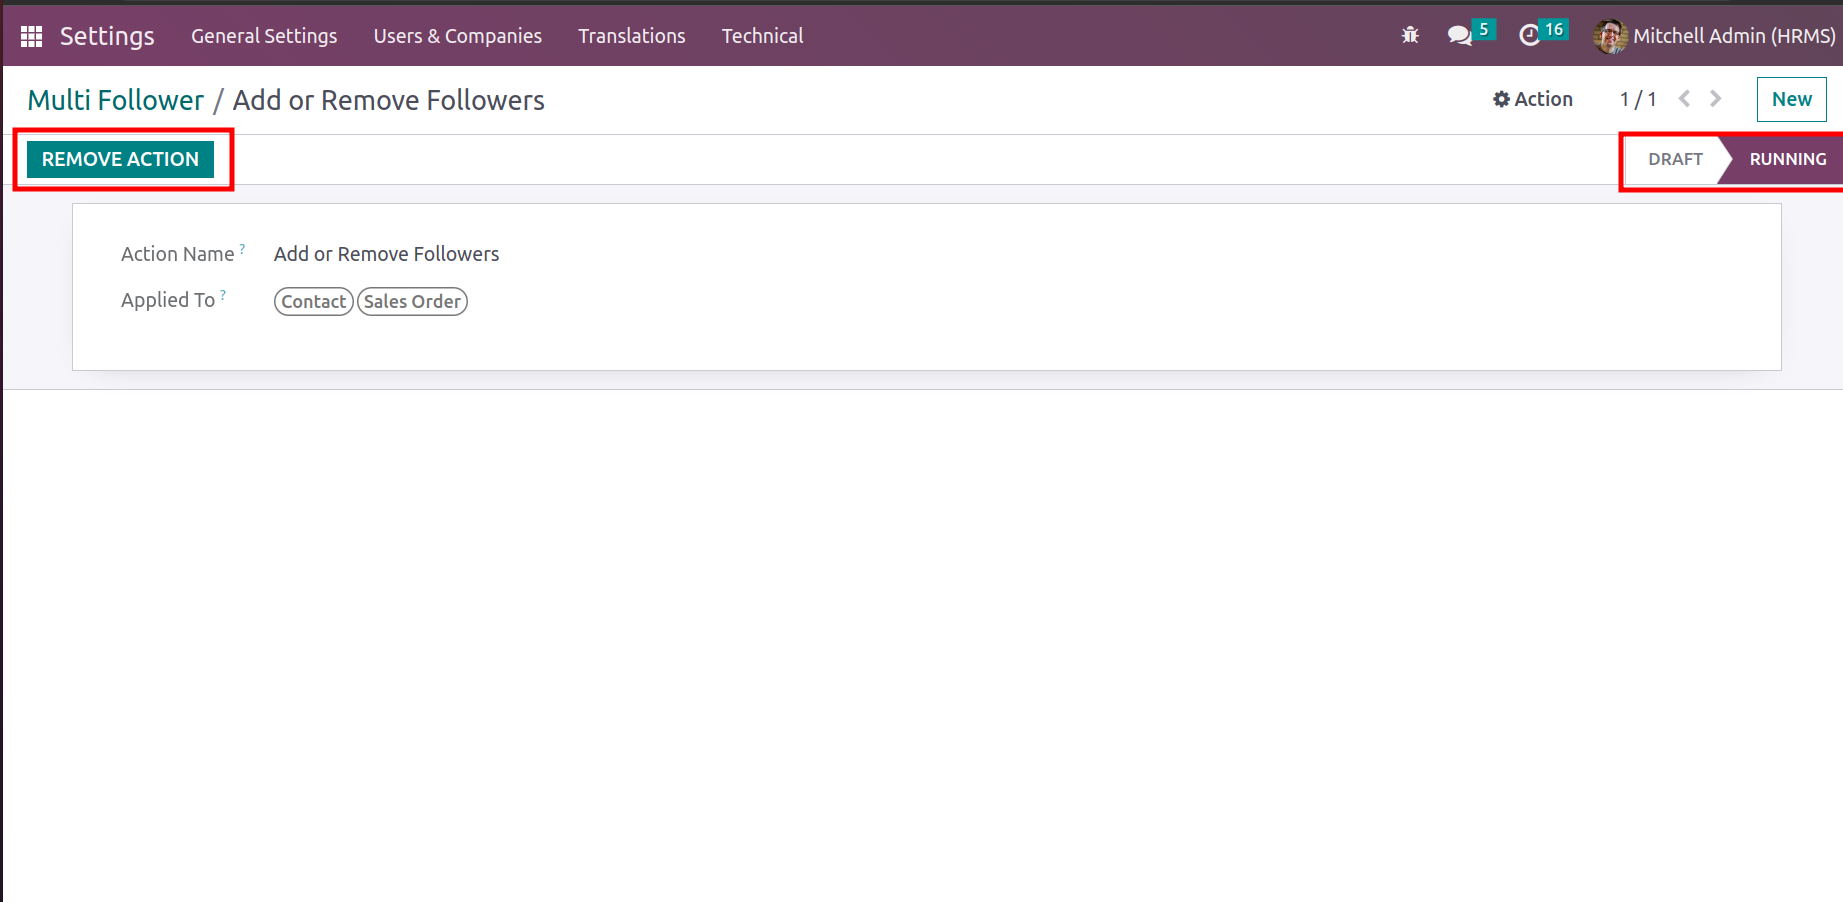 Settings General Settings Users & Companies Translations Technical 5 16 Mitchell Admin (HRMS)
Multi Follower / Add or Remove Followers Action 1 / 1 New
REMOVE ACTION DRAFT RUNNING
Action Name ? Add or Remove Followers
Applied To ? Contact Sales Order